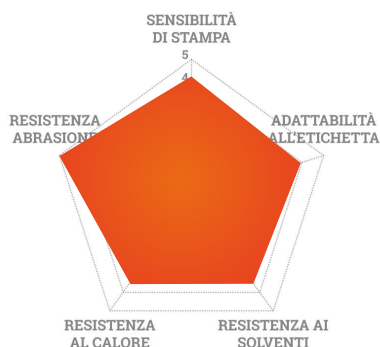 SENSIBILITÀ
DI STAMPA
5
4
RESISTENZA
ABRASIONE
ADATTABILITÀ
ALL'ETICHETTA
RESISTENZA
AL CALORE
RESISTENZA AI
SOLVENTI